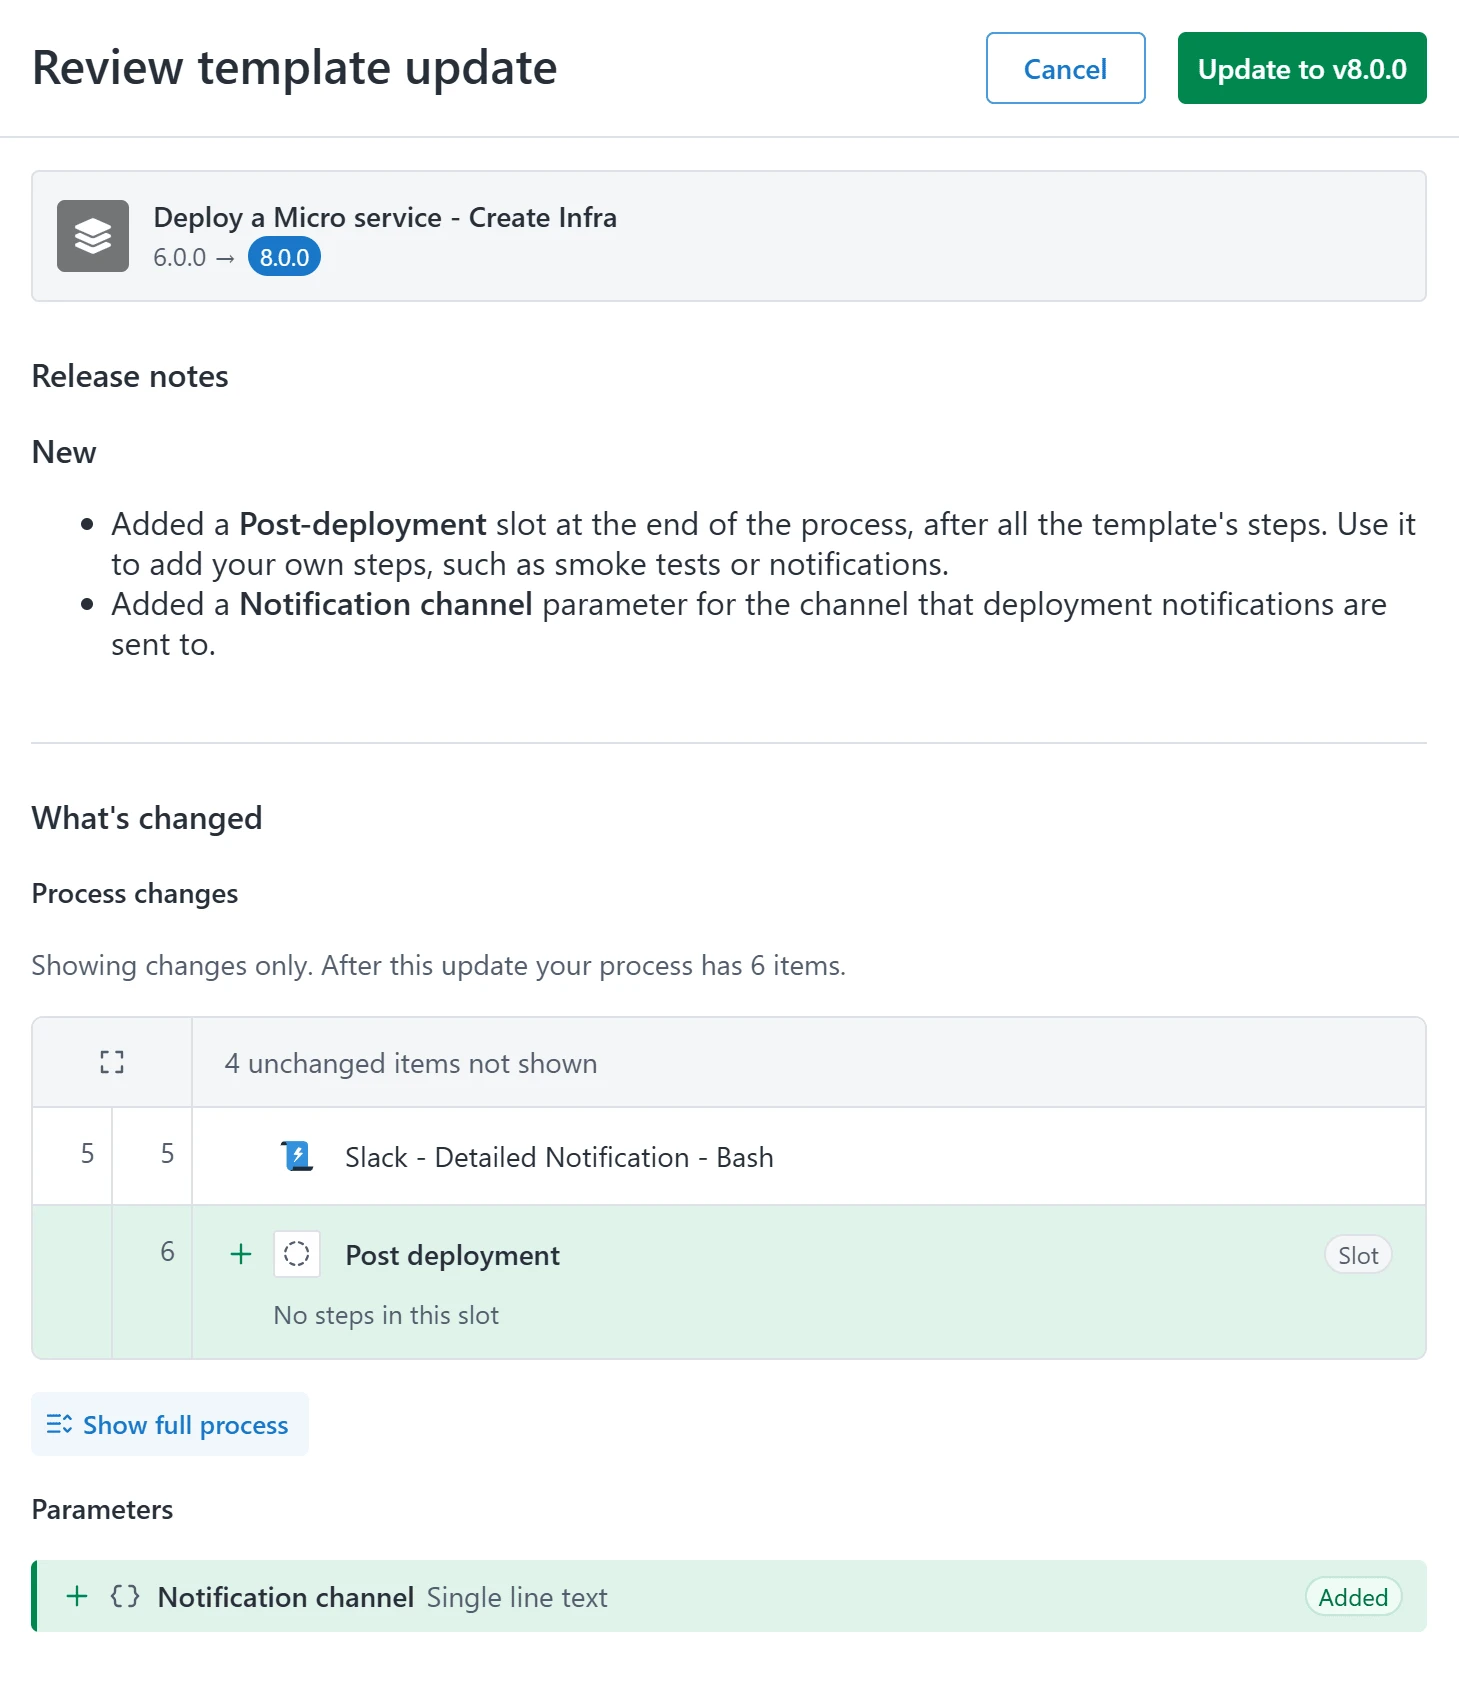 Review template update
Cancel
Update to v8.0.0
Deploy a Micro service - Create Infra
6.0.0 → 8.0.0
Release notes
New
• Added a Post-deployment slot at the end of the process, after all the template's steps. Use it
to add your own steps, such as smoke tests or notifications.
• Added a Notification channel parameter for the channel that deployment notifications are
sent to.
What's changed
Process changes
Showing changes only. After this update your process has 6 items.
4 unchanged items not shown
5 5 Slack - Detailed Notification - Bash
6 + Post deployment Slot
No steps in this slot
Show full process
Parameters
+ {} Notification channel Single line text Added